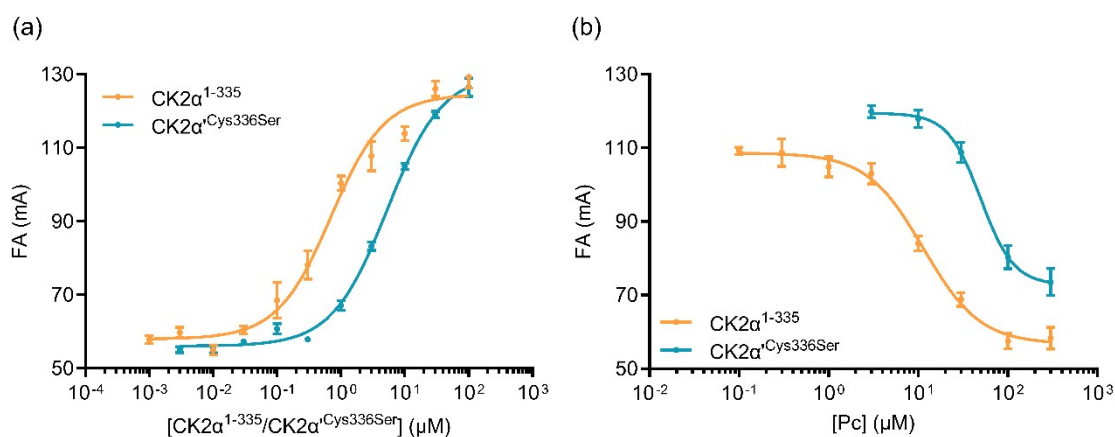 (a)
130
110
90
70
50
FA (mA)
CK2α¹⁻³³⁵
CK2α'ᶜʸˢ³³⁶ˢᵉʳ
10⁻⁴ 10⁻³ 10⁻² 10⁻¹ 10⁰ 10¹ 10² 10³
[CK2α¹⁻³³⁵/CK2α'ᶜʸˢ³³⁶ˢᵉʳ] (µM)
(b)
130
110
90
70
50
FA (mA)
CK2α¹⁻³³⁵
CK2α'ᶜʸˢ³³⁶ˢᵉʳ
10⁻² 10⁻¹ 10⁰ 10¹ 10² 10³
[Pc] (µM)